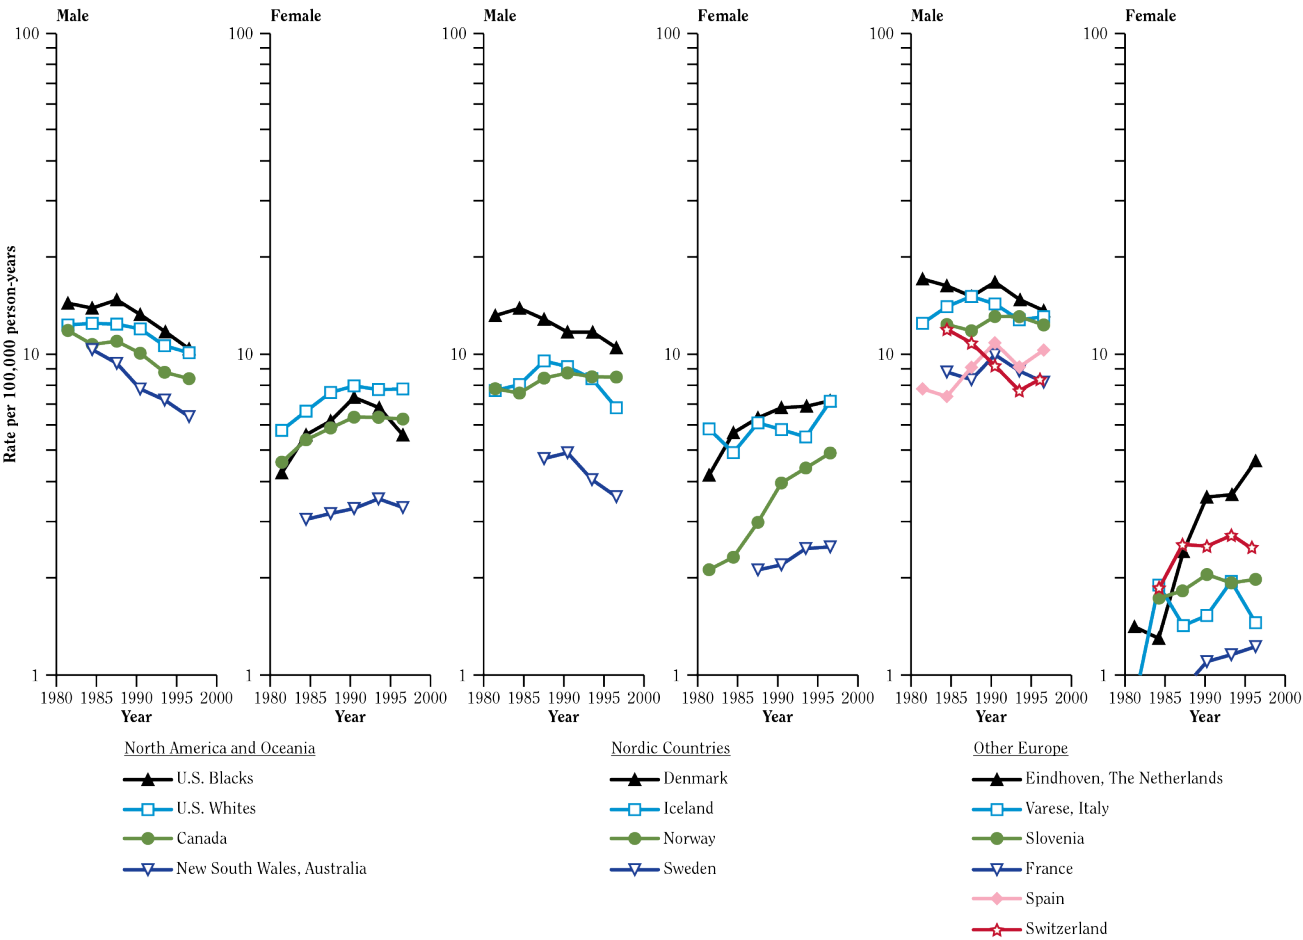 Male Female Male Female Male Female
100 100 100 100 100 100
Rate per 100,000 person-years
10 10 10 10 10 10
1 1 1 1 1 1
1980 1985 1990 1995 2000 1980 1985 1990 1995 2000 1980 1985 1990 1995 2000 1980 1985 1990 1995 2000 1980 1985 1990 1995 2000 1980 1985 1990 1995 2000
Year Year Year Year Year Year
North America and Oceania
U.S. Blacks
U.S. Whites
Canada
New South Wales, Australia
Nordic Countries
Denmark
Iceland
Norway
Sweden
Other Europe
Eindhoven, The Netherlands
Varese, Italy
Slovenia
France
Spain
Switzerland